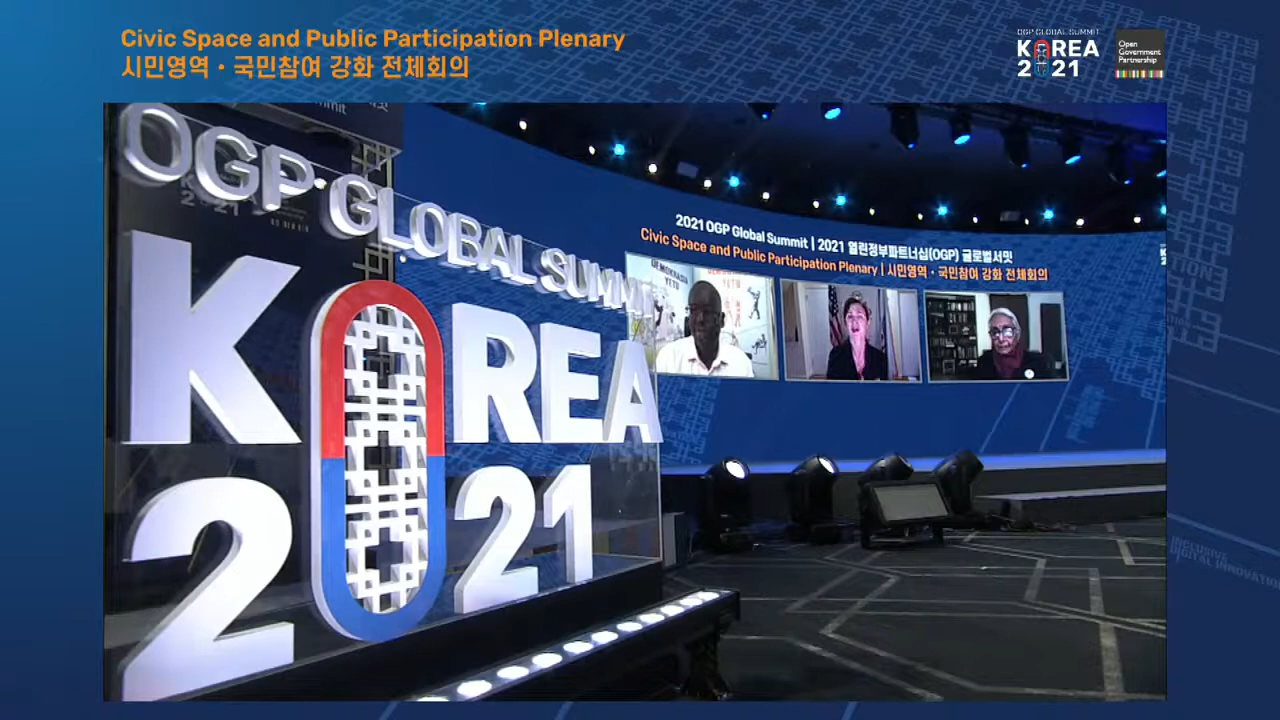 Civic Space and Public Participation Plenary
시민영역・국민참여 강화 전체회의
OGP GLOBAL SUMMIT
KOREA
2021
Open
Government
Partnership
OGP GLOBAL SUMMIT
KOREA
2021
2021 OGP Global Summit | 2021 열린정부파트너십(OGP) 글로벌서밋
Civic Space and Public Participation Plenary | 시민영역・국민참여 강화 전체회의
DEMOKRASIA
YETU
INCLUSIVE
DIGITAL INNOVATION